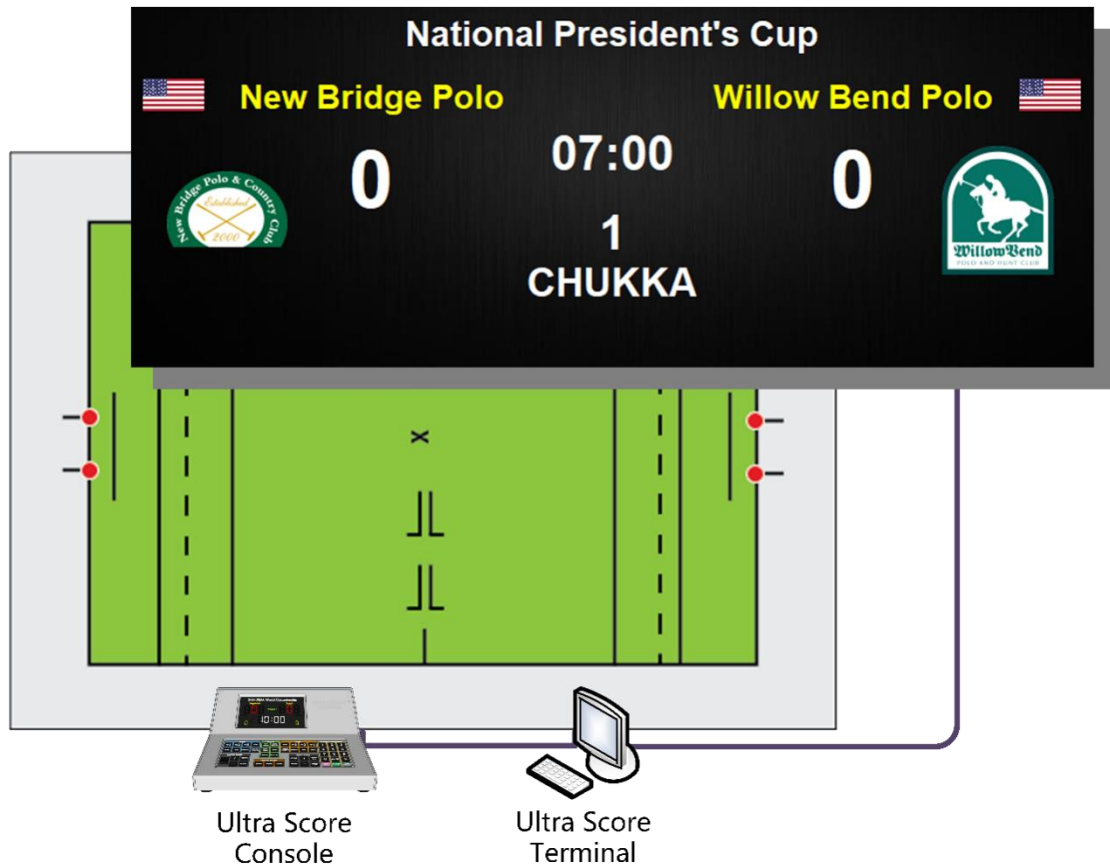 National President's Cup
New Bridge Polo
Willow Bend Polo
0
07:00
0
New Bridge Polo & Country Club
Established
2000
1
CHUKKA
WillowBend
POLO AND HUNT CLUB
x
10:00
Ultra Score
Console
Ultra Score
Terminal